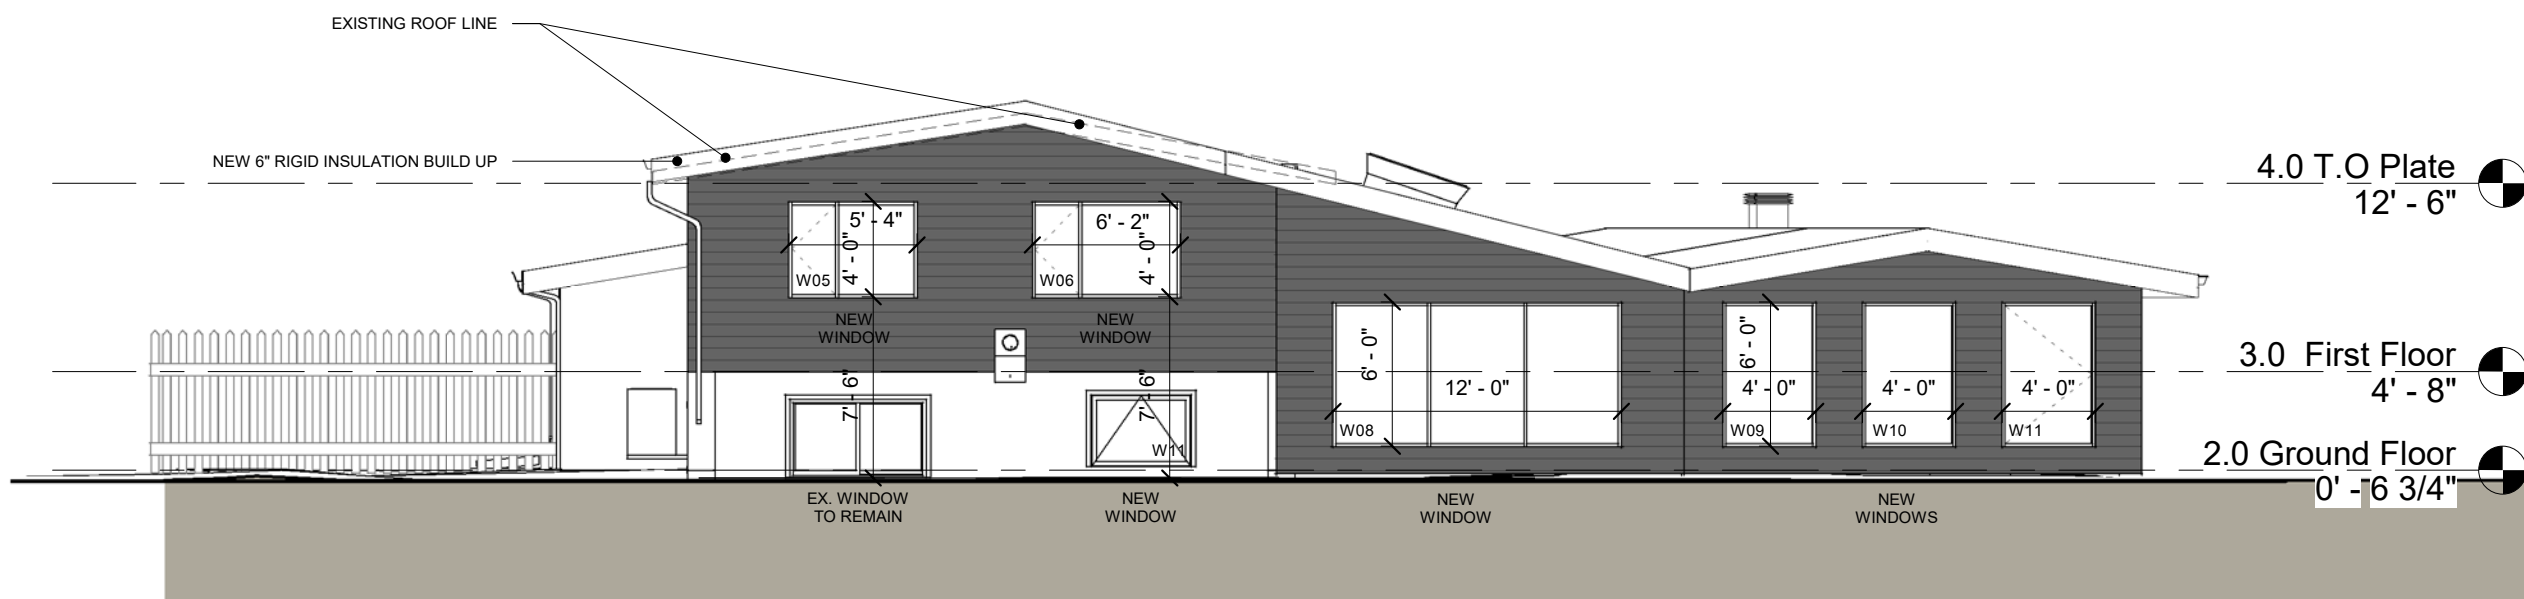 EXISTING ROOF LINE
NEW 6" RIGID INSULATION BUILD UP
4.0 T.O Plate
12' - 6"
5' - 4"
4' - 0"
W05
6' - 2"
4' - 0"
W06
NEW
WINDOW
NEW
WINDOW
6' - 0"
12' - 0"
W08
6' - 0"
4' - 0"
W09
4' - 0"
W10
4' - 0"
W11
3.0 First Floor
4' - 8"
7' - 6"
7' - 6"
W11
2.0 Ground Floor
0' - 6 3/4"
EX. WINDOW
TO REMAIN
NEW
WINDOW
NEW
WINDOW
NEW
WINDOWS